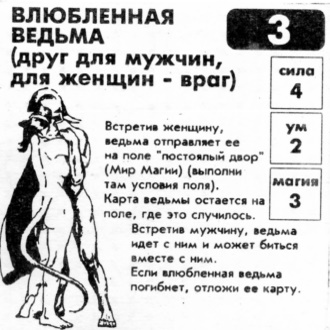 ВЛЮБЛЕННАЯ
ВЕДЬМА
(друг для мужчин,
для женщин - враг)
3
сила
4
ум
2
магия
3
Встретив женщину,
ведьма отправляет ее
на поле "постоялый двор"
(Мир Магии) (выполни
там условия поля).
Карта ведьмы остается на
поле, где это случилось.
Встретив мужчину, ведьма
идет с ним и может биться
вместе с ним.
Если влюбленная ведьма
погибнет, отложи ее карту.